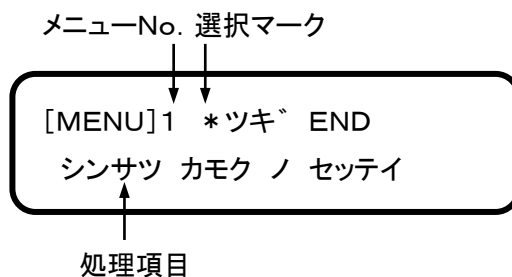 メニューNo. 選択マーク
[MENU]1 *ツキ゛ END
シンサツ カモク ノ セッテイ
処理項目